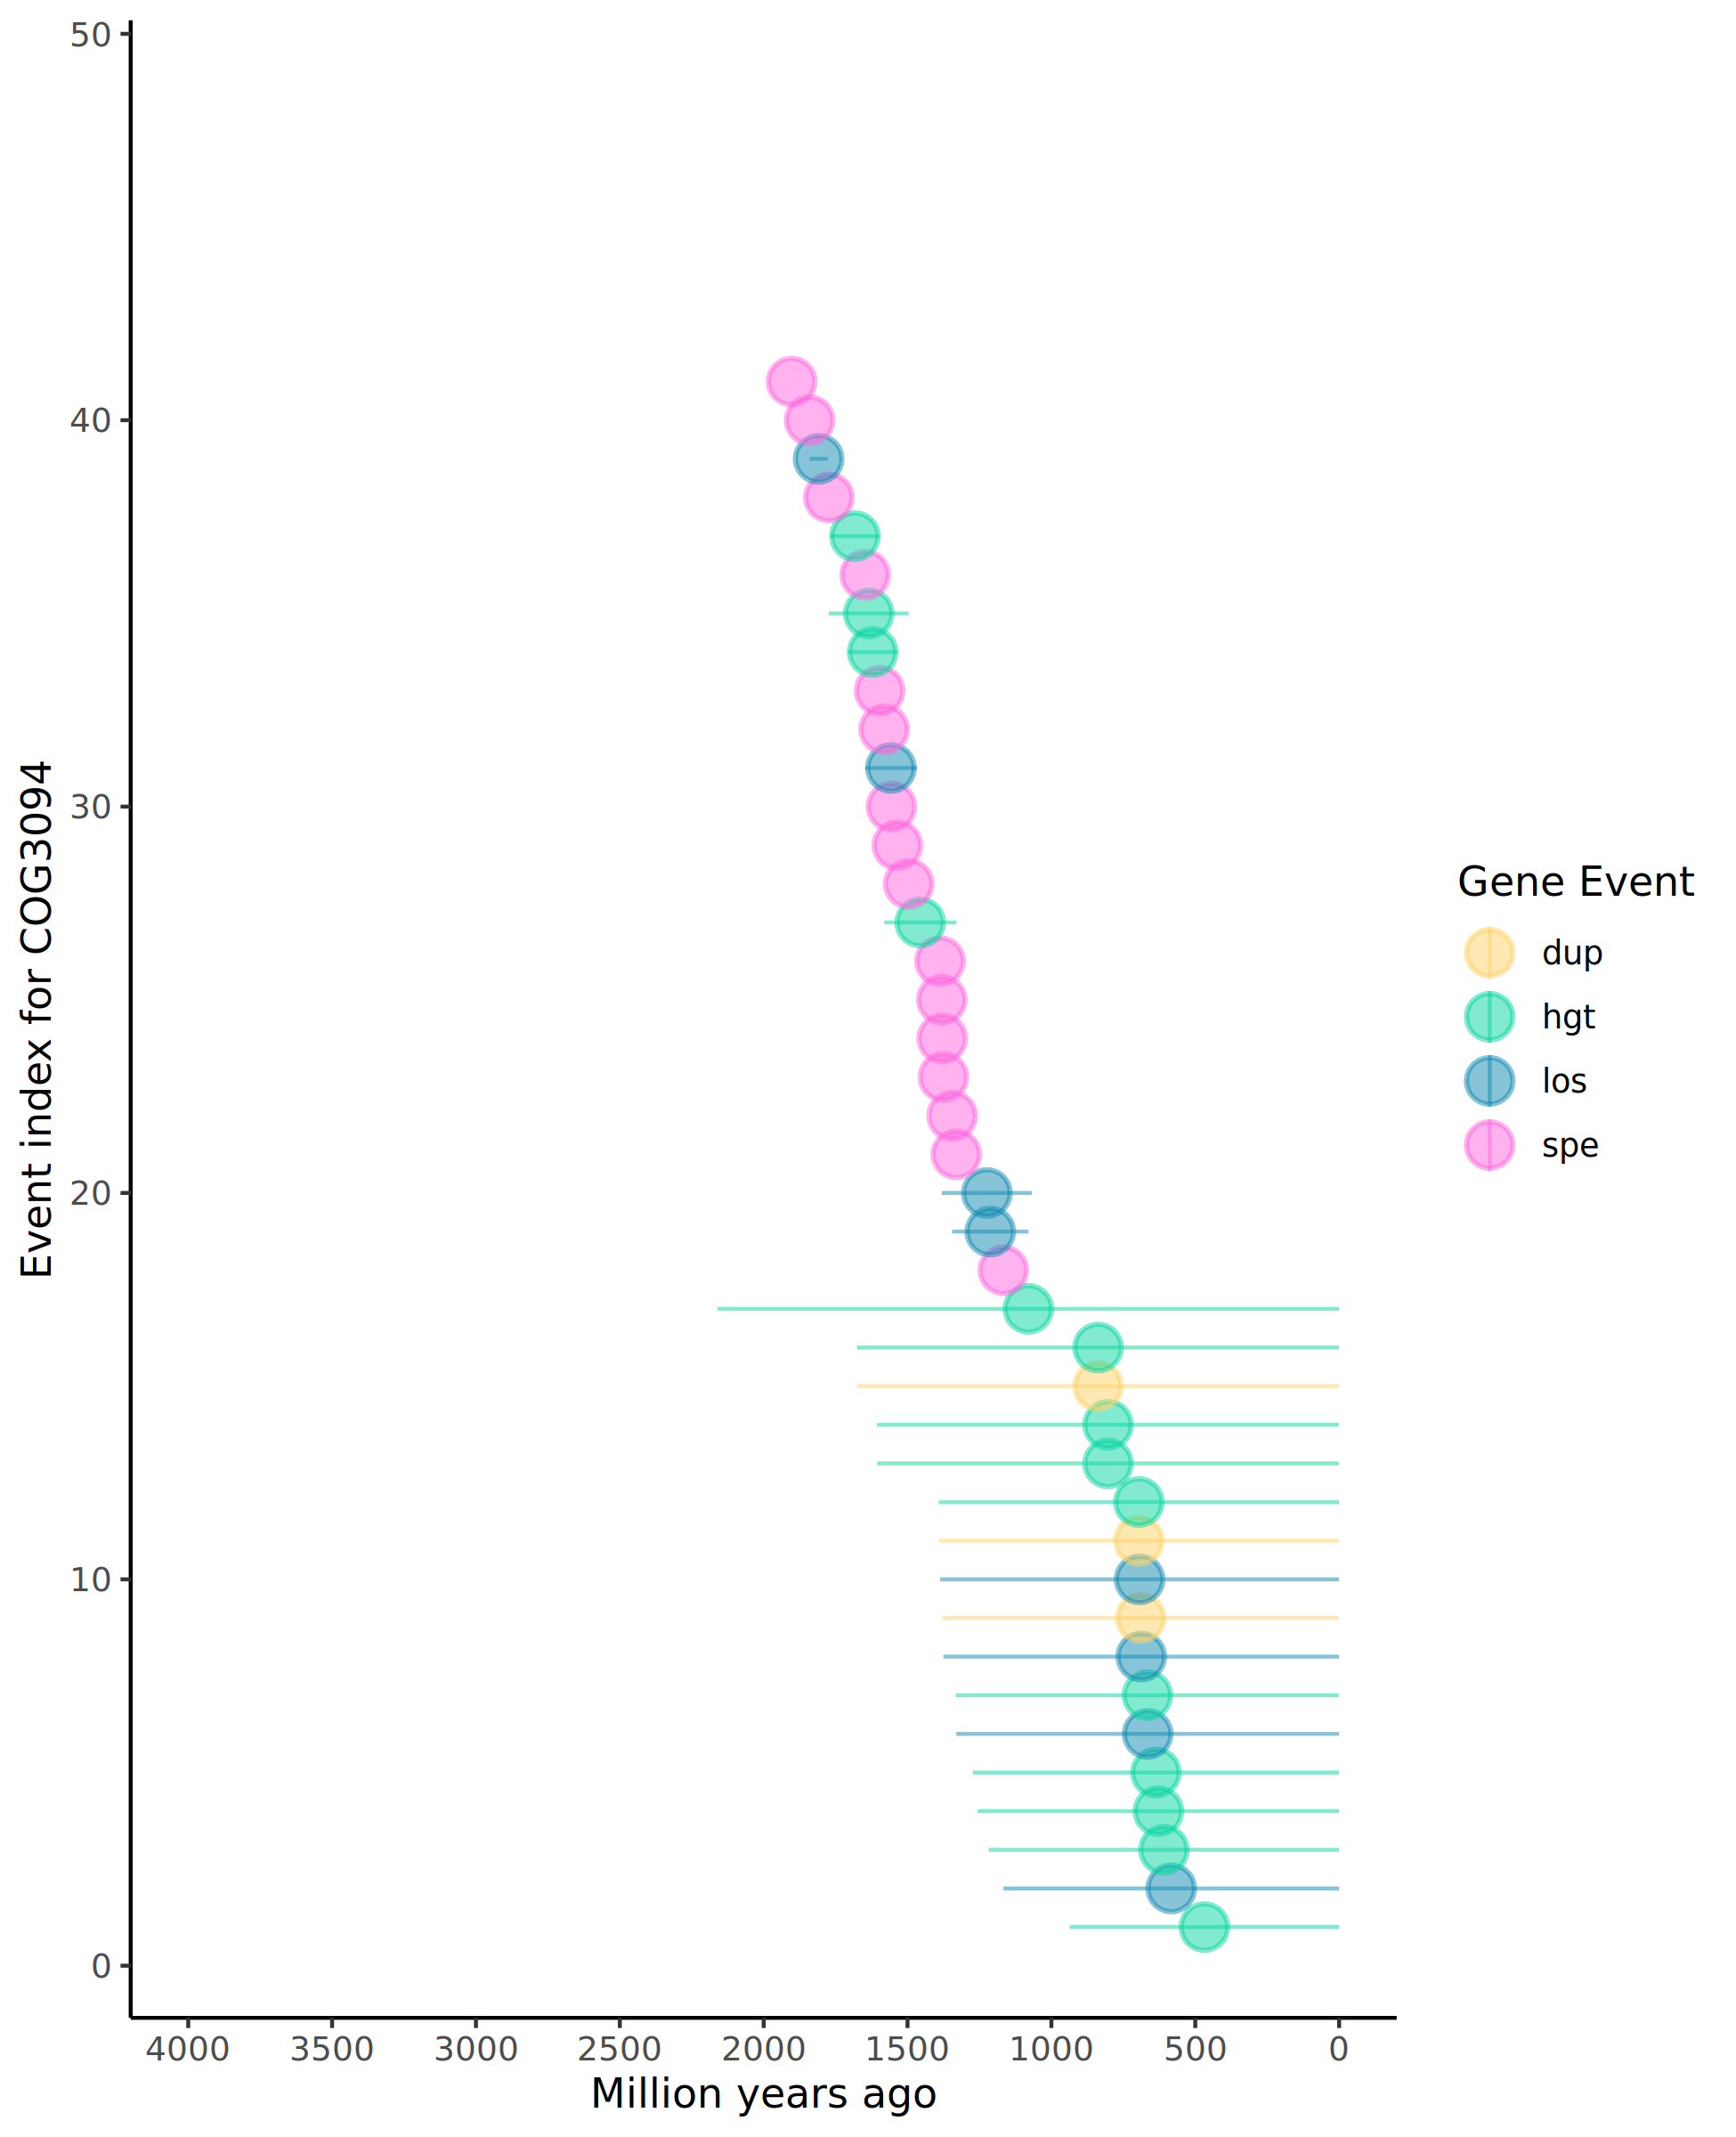 Event index for COG3094
50
40
30
20
10
0
4000 3500 3000 2500 2000 1500 1000 500 0
Million years ago
Gene Event
dup
hgt
los
spe